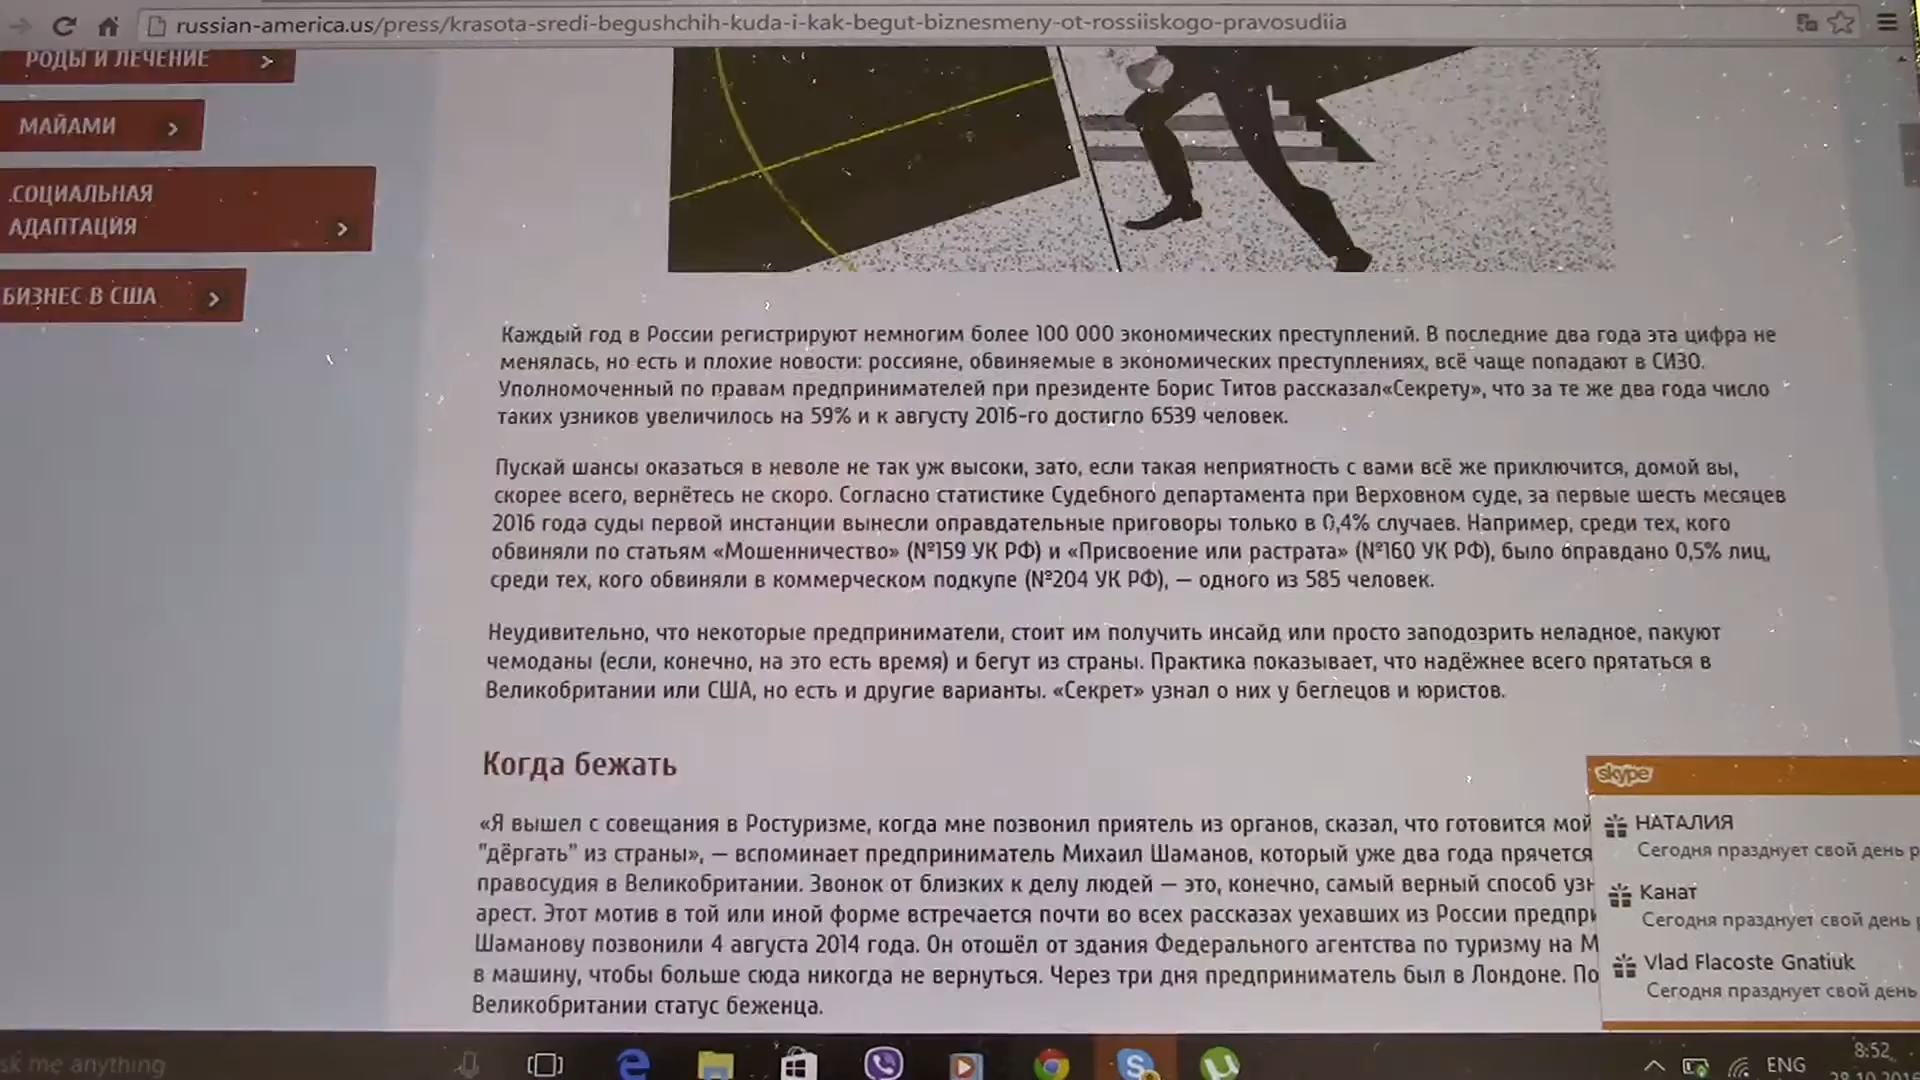 russian-america.us/press/krasota-sredi-begushchih-kuda-i-kak-begut-biznesmeny-ot-rossiiskogo-pravosudiia
РОДЫ И ЛЕЧЕНИЕ
МАЙАМИ
.СОЦИАЛЬНАЯ
АДАПТАЦИЯ
БИЗНЕС В США
Каждый год в России регистрируют немногим более 100 000 экономических преступлений. В последние два года эта цифра не
менялась, но есть и плохие новости: россияне, обвиняемые в экономических преступлениях, всё чаще попадают в СИЗО.
Уполномоченный по правам предпринимателей при президенте Борис Титов рассказал«Секрету», что за те же два года число
таких узников увеличилось на 59% и к августу 2016-го достигло 6539 человек.
Пускай шансы оказаться в неволе не так уж высоки, зато, если такая неприятность с вами всё же приключится, домой вы,
скорее всего, вернётесь не скоро. Согласно статистике Судебного департамента при Верховном суде, за первые шесть месяцев
2016 года суды первой инстанции вынесли оправдательные приговоры только в 0,4% случаев. Например, среди тех, кого
обвиняли по статьям «Мошенничество» (№159 УК РФ) и «Присвоение или растрата» (№160 УК РФ), было оправдано 0,5% лиц,
среди тех, кого обвиняли в коммерческом подкупе (№204 УК РФ), — одного из 585 человек.
Неудивительно, что некоторые предприниматели, стоит им получить инсайд или просто заподозрить неладное, пакуют
чемоданы (если, конечно, на это есть время) и бегут из страны. Практика показывает, что надёжнее всего прятаться в
Великобритании или США, но есть и другие варианты. «Секрет» узнал о них у беглецов и юристов.
Когда бежать
«Я вышел с совещания в Ростуризме, когда мне позвонил приятель из органов, сказал, что готовится мой
"дёргать" из страны», — вспоминает предприниматель Михаил Шаманов, который уже два года прячется
правосудия в Великобритании. Звонок от близких к делу людей — это, конечно, самый верный способ узн
арест. Этот мотив в той или иной форме встречается почти во всех рассказах уехавших из России предпри
Шаманову позвонили 4 августа 2014 года. Он отошёл от здания Федерального агентства по туризму на М
в машину, чтобы больше сюда никогда не вернуться. Через три дня предприниматель был в Лондоне. По
Великобритании статус беженца.
skype
НАТАЛИЯ
Сегодня празднует свой день р
Канат
Сегодня празднует свой день р
Vlad Flacoste Gnatiuk
Сегодня празднует свой день
sk me anything
ENG
8:52
28.10.2016